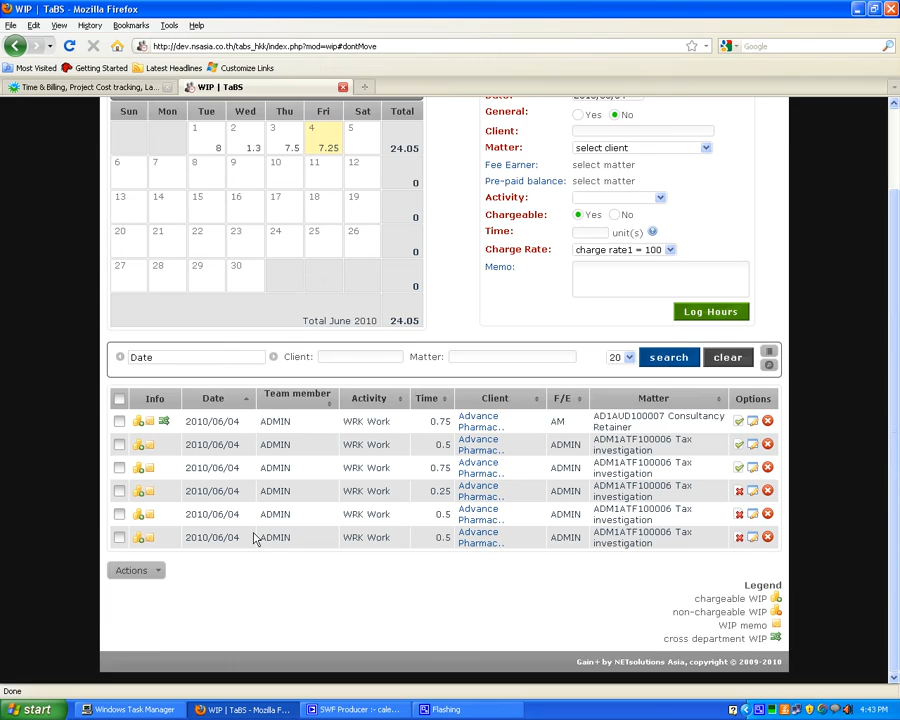 WIP | TaBS - Mozilla Firefox
File Edit View History Bookmarks Tools Help
http://dev.nsasia.co.th/tabs_hkk/index.php?mod=wip#dontMove
Google
Most Visited Getting Started Latest Headlines Customize Links
Time & Billing, Project Cost tracking, La... WIP | TaBS
Sun Mon Tue Wed Thu Fri Sat Total
1 2 3 4 5
8 1.3 7.5 7.25 24.05
6 7 8 9 10 11 12
0
13 14 15 16 17 18 19
0
20 21 22 23 24 25 26
0
27 28 29 30
0
Total June 2010 24.05
General: Yes No
Client:
Matter: select client
Fee Earner: select matter
Pre-paid balance: select matter
Activity:
Chargeable: Yes No
Time: unit(s)
Charge Rate: charge rate1 = 100
Memo:
Log Hours
Date Client: Matter: 20 search clear
Info Date Team member Activity Time Client F/E Matter Options
2010/06/04 ADMIN WRK Work 0.75 Advance Pharmac.. AM AD1AUD100007 Consultancy Retainer
2010/06/04 ADMIN WRK Work 0.5 Advance Pharmac.. ADMIN ADM1ATF100006 Tax investigation
2010/06/04 ADMIN WRK Work 0.75 Advance Pharmac.. ADMIN ADM1ATF100006 Tax investigation
2010/06/04 ADMIN WRK Work 0.25 Advance Pharmac.. ADMIN ADM1ATF100006 Tax investigation
2010/06/04 ADMIN WRK Work 0.5 Advance Pharmac.. ADMIN ADM1ATF100006 Tax investigation
2010/06/04 ADMIN WRK Work 0.5 Advance Pharmac.. ADMIN ADM1ATF100006 Tax investigation
Actions
Legend
chargeable WIP
non-chargeable WIP
WIP memo
cross department WIP
Gain+ by NETsolutions Asia, copyright © 2009-2010
Done
start Windows Task Manager WIP | TaBS - Mozilla F... SWF Producer :- cale... Flashing 4:43 PM